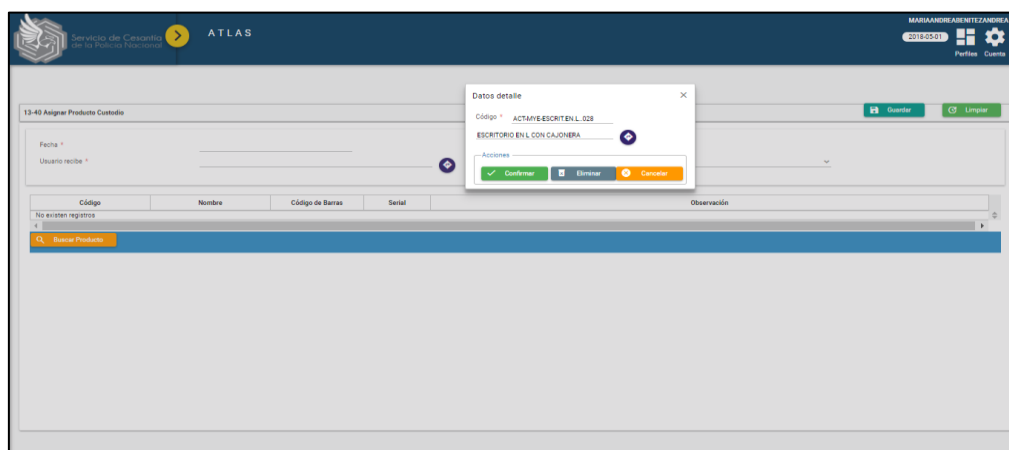 MARIAANDREABENITEZANDREA
Servicio de Cesantía
de la Policía Nacional
ATLAS
2018-05-01
Perfiles Cuenta
13-40 Asignar Producto Custodio
Guardar
Limpiar
Fecha *
Usuario recibe *
Datos detalle
Código *
ACT-MYE-ESCRIT.EN.L..028
ESCRITORIO EN L CON CAJONERA
Acciones
Confirmar
Eliminar
Cancelar
Código Nombre Código de Barras Serial Observación
No existen registros
Buscar Producto